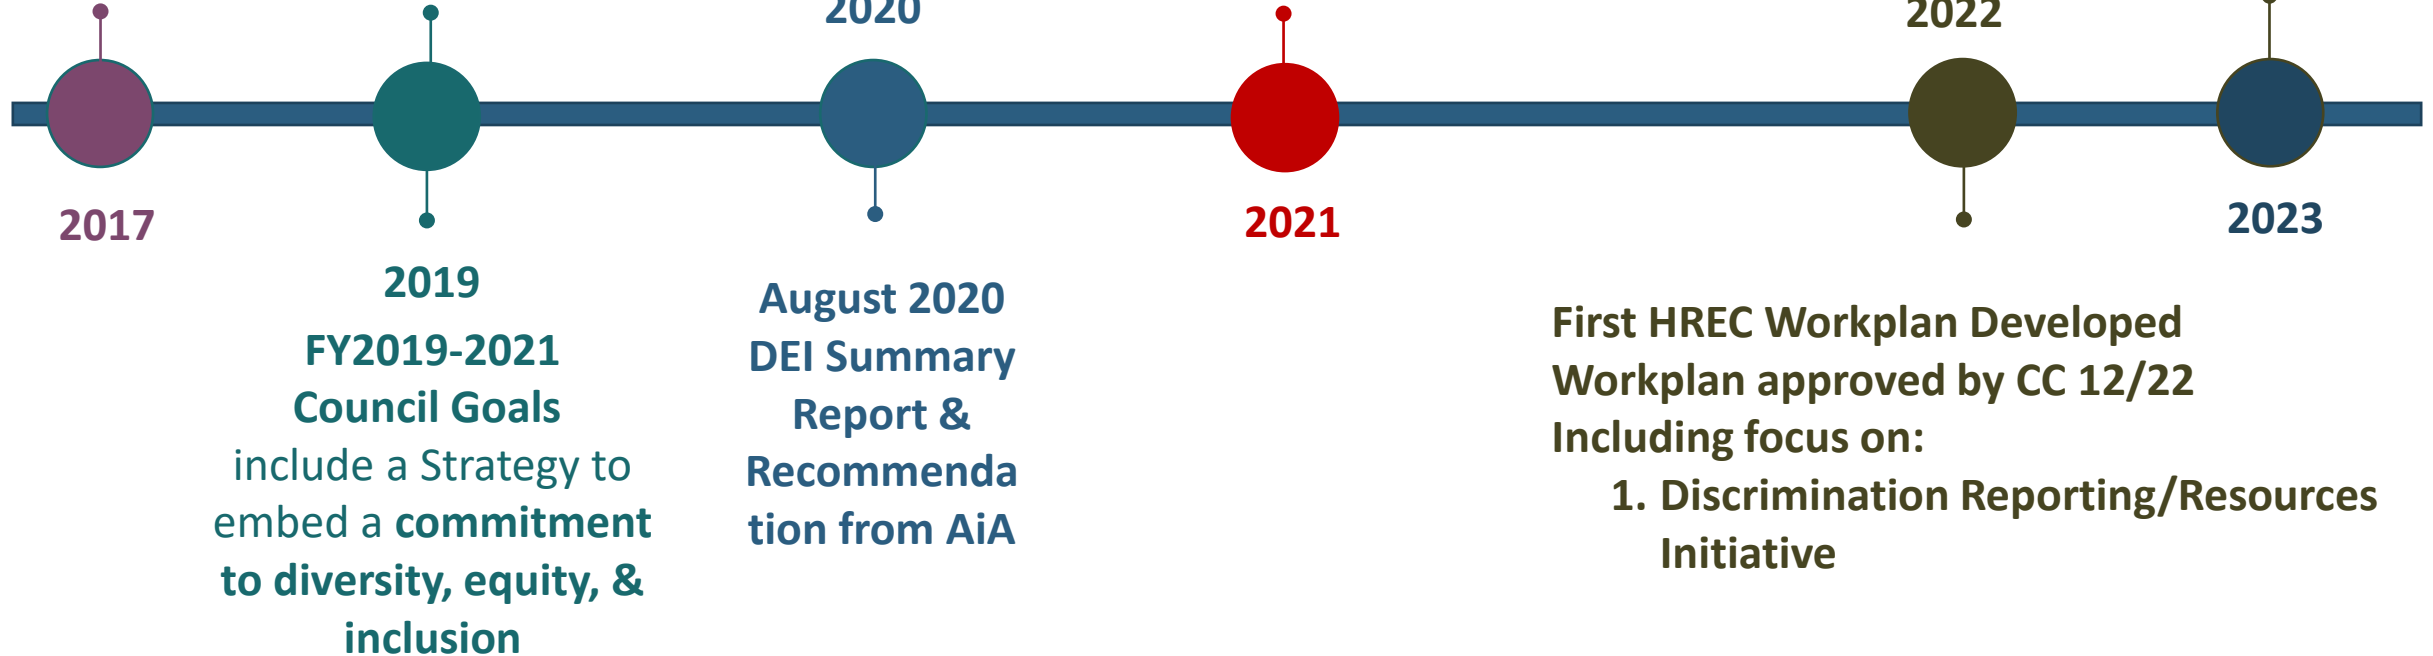 2020
2022
2017
2021
2023
2019
FY2019-2021
Council Goals
include a Strategy to
embed a commitment
to diversity, equity, &
inclusion
August 2020
DEI Summary
Report &
Recommenda
tion from AiA
First HREC Workplan Developed
Workplan approved by CC 12/22
Including focus on:
1. Discrimination Reporting/Resources
Initiative